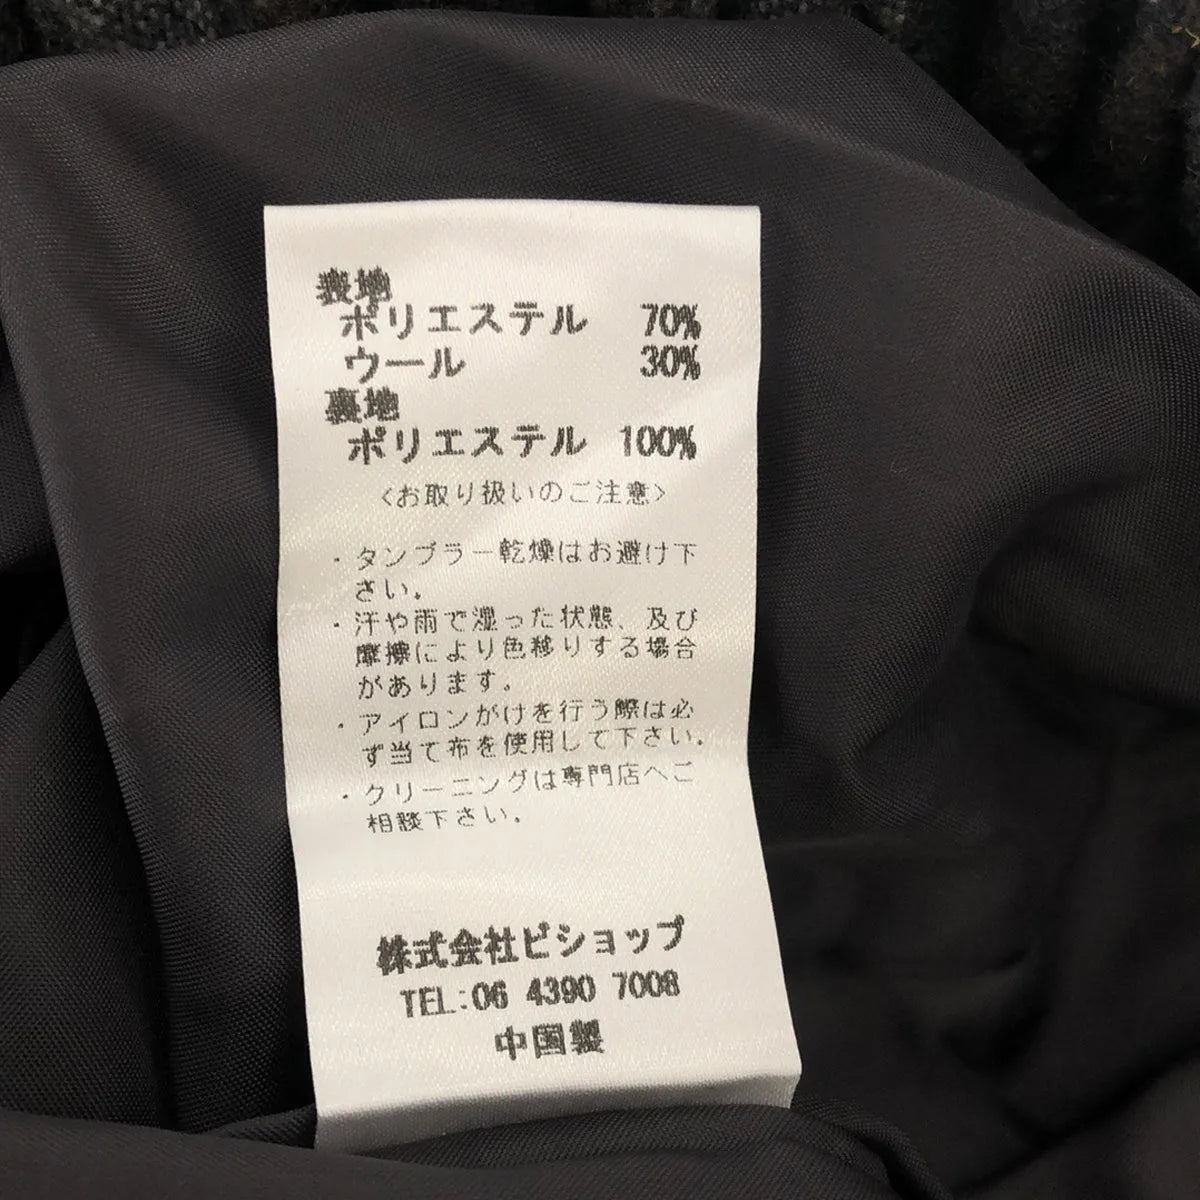 表地
ポリエステル 70%
ウール 30%
裏地
ポリエステル 100%
<お取り扱いのご注意>
・タンブラー乾燥はお避け下
さい。
・汗や雨で湿った状態、及び
摩擦により色移りする場合
があります。
・アイロンがけを行う際は必
ず当て布を使用して下さい。
・クリーニングは専門店へご
相談下さい。
株式会社ビショップ
TEL:06 4390 7008
中国製